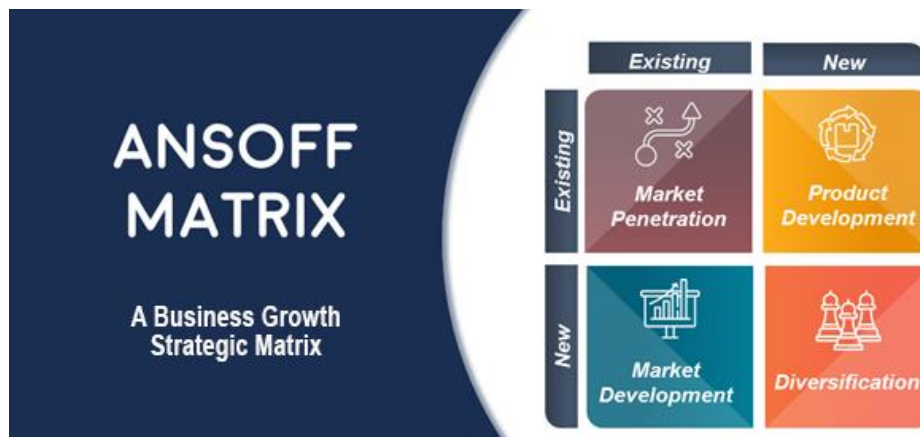 ANSOFF
MATRIX
A Business Growth
Strategic Matrix
Existing
New
Existing
Market
Penetration
Product
Development
New
Market
Development
Diversification